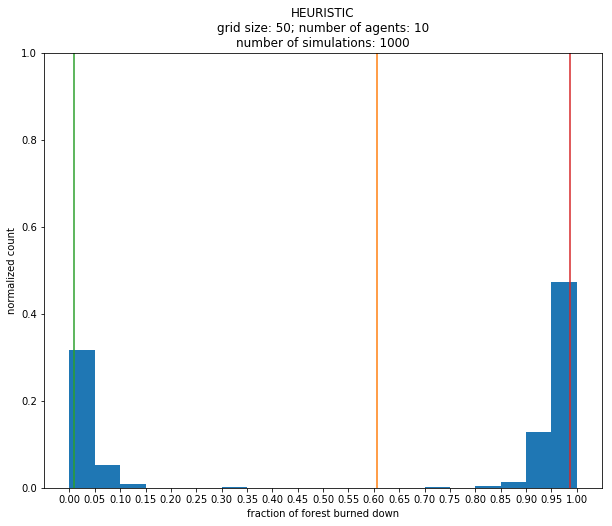 HEURISTIC
grid size: 50; number of agents: 10
number of simulations: 1000
1.0
0.8
0.6
0.4
0.2
0.0
normalized count
0.00 0.05 0.10 0.15 0.20 0.25 0.30 0.35 0.40 0.45 0.50 0.55 0.60 0.65 0.70 0.75 0.80 0.85 0.90 0.95 1.00
fraction of forest burned down